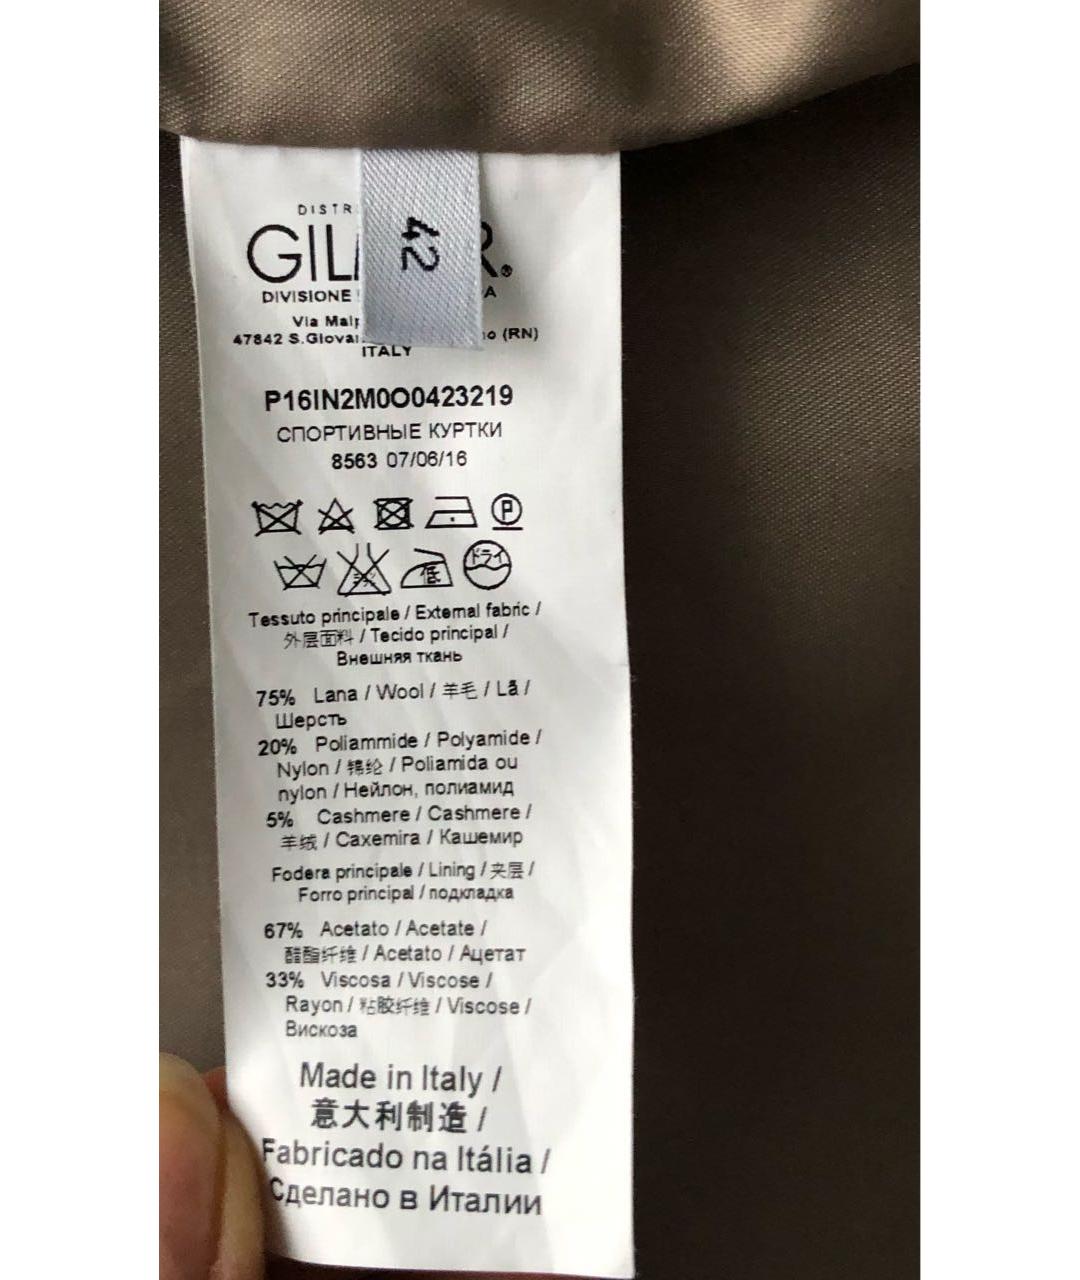 DISTR
GIL R®
DIVISIONE A
Via Malp
47842 S.Giova o (RN)
ITALY
42
P16IN2M0O0423219
СПОРТИВНЫЕ КУРТКИ
8563 07/06/16
P
低 ドライ
Tessuto principale / External fabric /
外层面料 / Tecido principal /
Внешняя ткань
75% Lana / Wool / 羊毛 / Lã /
Шерсть
20% Poliammide / Polyamide /
Nylon / 锦纶 / Poliamida ou
nylon / Нейлон, полиамид
5% Cashmere / Cashmere /
羊绒 / Caxemira / Кашемир
Fodera principale / Lining / 夹层 /
Forro principal / подкладка
67% Acetato / Acetate /
醋酯纤维 / Acetato / Ацетат
33% Viscosa / Viscose /
Rayon / 粘胶纤维 / Viscose /
Вискоза
Made in Italy /
意大利制造 /
Fabricado na Itália /
Сделано в Италии